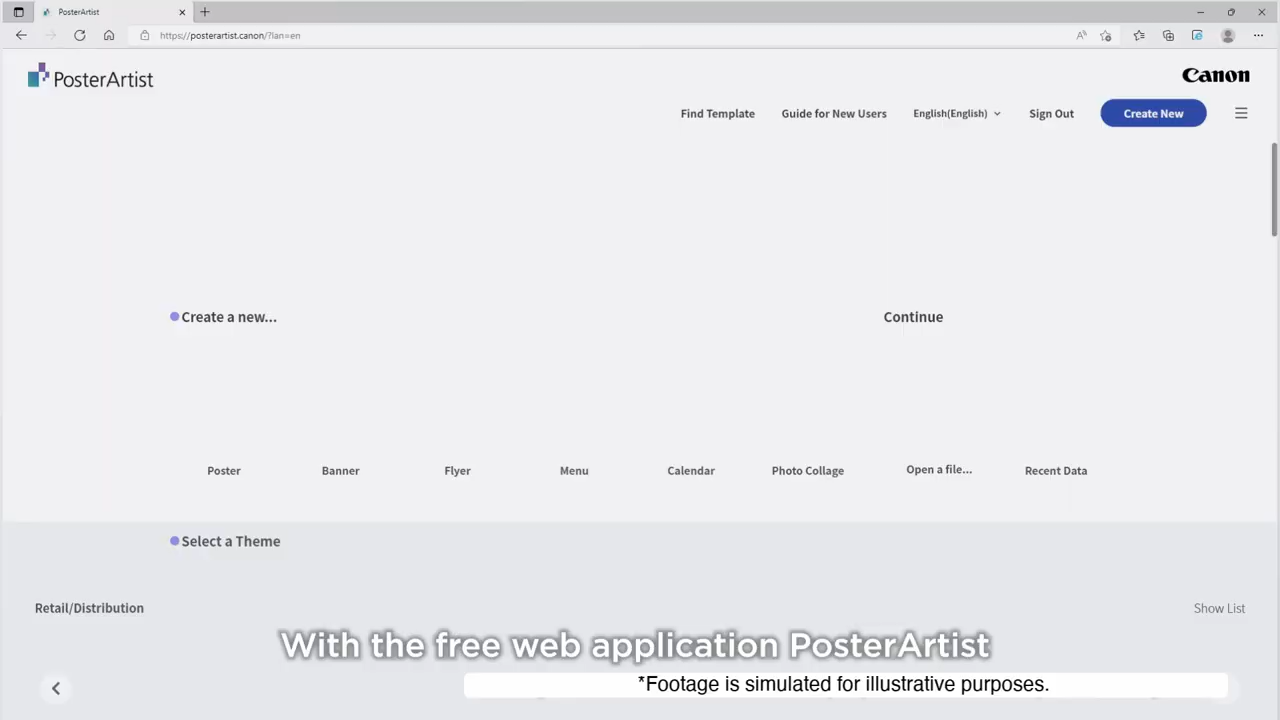 PosterArtist
https://posterartist.canon/?lan=en
PosterArtist
Canon
Find Template
Guide for New Users
English(English)
Sign Out
Create New
Create a new...
Continue
Poster
Banner
Flyer
Menu
Calendar
Photo Collage
Open a file...
Recent Data
Select a Theme
Retail/Distribution
Show List
With the free web application PosterArtist
*Footage is simulated for illustrative purposes.